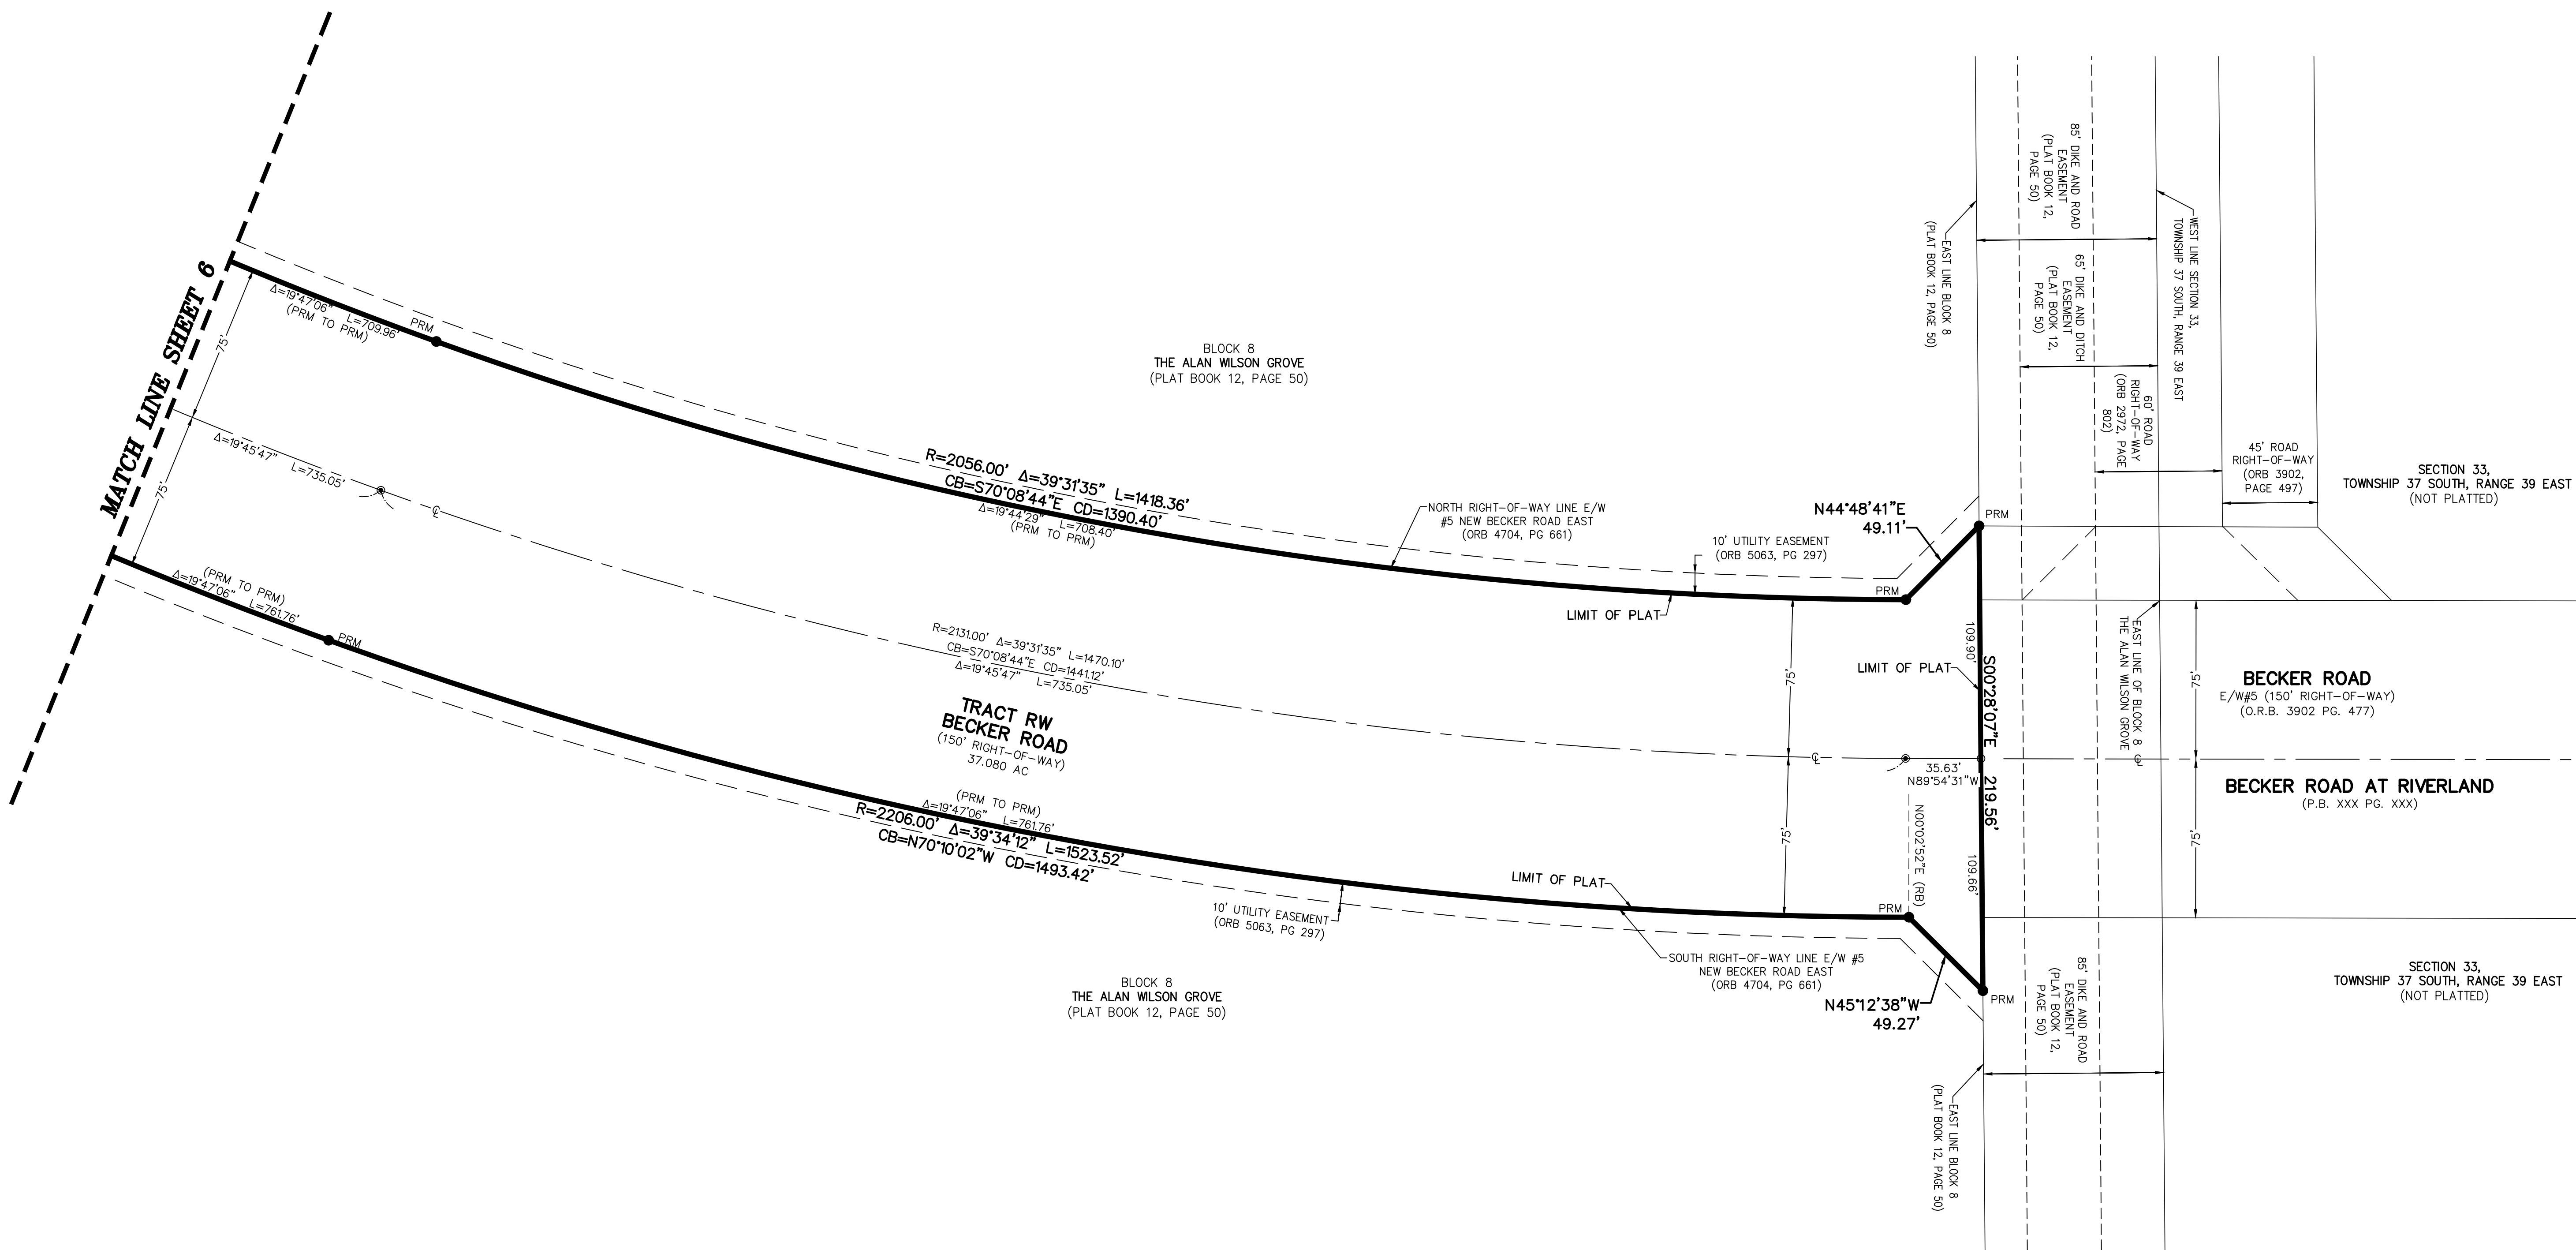 MATCH LINE SHEET 6
Δ=19°47'06" L=709.96'
(PRM TO PRM)
PRM
75'
75'
Δ=19°45'47" L=735.05'
℄
(PRM TO PRM)
Δ=19°47'06" L=761.76'
PRM
BLOCK 8
THE ALAN WILSON GROVE
(PLAT BOOK 12, PAGE 50)
R=2056.00' Δ=39°31'35" L=1418.36'
CB=S70°08'44"E CD=1390.40'
Δ=19°44'29" L=708.40'
(PRM TO PRM)
NORTH RIGHT-OF-WAY LINE E/W
#5 NEW BECKER ROAD EAST
(ORB 4704, PG 661)
10' UTILITY EASEMENT
(ORB 5063, PG 297)
LIMIT OF PLAT
R=2131.00' Δ=39°31'35" L=1470.10'
CB=S70°08'44"E CD=1441.12'
Δ=19°45'47" L=735.05'
TRACT RW
BECKER ROAD
(150' RIGHT-OF-WAY)
37.080 AC
(PRM TO PRM)
Δ=19°47'06" L=761.76'
R=2206.00' Δ=39°34'12" L=1523.52'
CB=N70°10'02"W CD=1493.42'
10' UTILITY EASEMENT
(ORB 5063, PG 297)
BLOCK 8
THE ALAN WILSON GROVE
(PLAT BOOK 12, PAGE 50)
LIMIT OF PLAT
SOUTH RIGHT-OF-WAY LINE E/W #5
NEW BECKER ROAD EAST
(ORB 4704, PG 661)
75'
75'
℄
N44°48'41"E
49.11'
PRM
PRM
LIMIT OF PLAT
109.90'
S00°28'07"E 219.56'
109.66'
35.63'
N89°54'31"W
N00°02'52"E (RB)
PRM
N45°12'38"W
49.27'
PRM
EAST LINE BLOCK 8
(PLAT BOOK 12, PAGE 50)
85' DIKE AND ROAD
EASEMENT
(PLAT BOOK 12,
PAGE 50)
65' DIKE AND DITCH
EASEMENT
(PLAT BOOK 12,
PAGE 50)
60' ROAD
RIGHT-OF-WAY
(ORB 2972, PAGE
802)
WEST LINE SECTION 33,
TOWNSHIP 37 SOUTH, RANGE 39 EAST
45' ROAD
RIGHT-OF-WAY
(ORB 3902,
PAGE 497)
SECTION 33,
TOWNSHIP 37 SOUTH, RANGE 39 EAST
(NOT PLATTED)
EAST LINE OF BLOCK 8
THE ALAN WILSON GROVE
℄
75'
75'
BECKER ROAD
E/W#5 (150' RIGHT-OF-WAY)
(O.R.B. 3902 PG. 477)
BECKER ROAD AT RIVERLAND
(P.B. XXX PG. XXX)
SECTION 33,
TOWNSHIP 37 SOUTH, RANGE 39 EAST
(NOT PLATTED)
85' DIKE AND ROAD
EASEMENT
(PLAT BOOK 12,
PAGE 50)
EAST LINE BLOCK 8
(PLAT BOOK 12, PAGE 50)